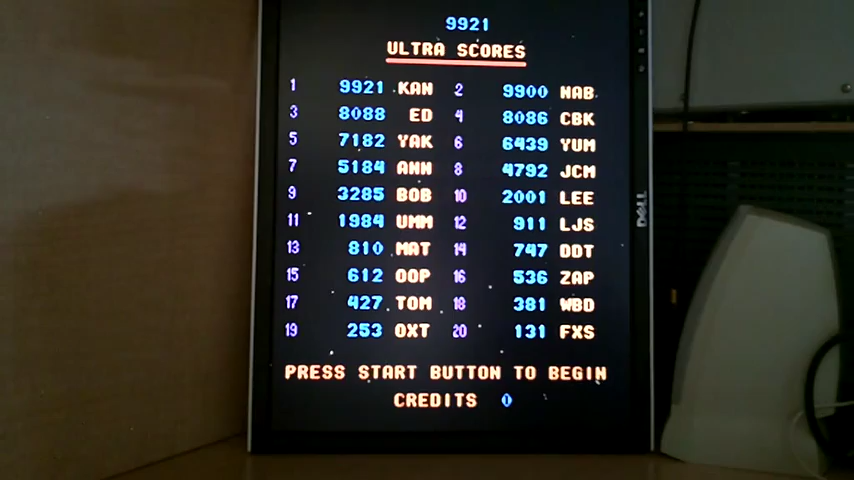 9921
ULTRA SCORES
1 9921 KAN 2 9900 NAB
3 8088 ED 4 8086 CBK
5 7182 YAK 6 6439 YUM
7 5184 ANN 8 4792 JCM
9 3285 BOB 10 2001 LEE
11 1984 UMM 12 911 LJS
13 810 MAT 14 747 DDT
15 612 OOP 16 536 ZAP
17 427 TOM 18 381 WBD
19 253 OXT 20 131 FXS
PRESS START BUTTON TO BEGIN
CREDITS 0
DELL